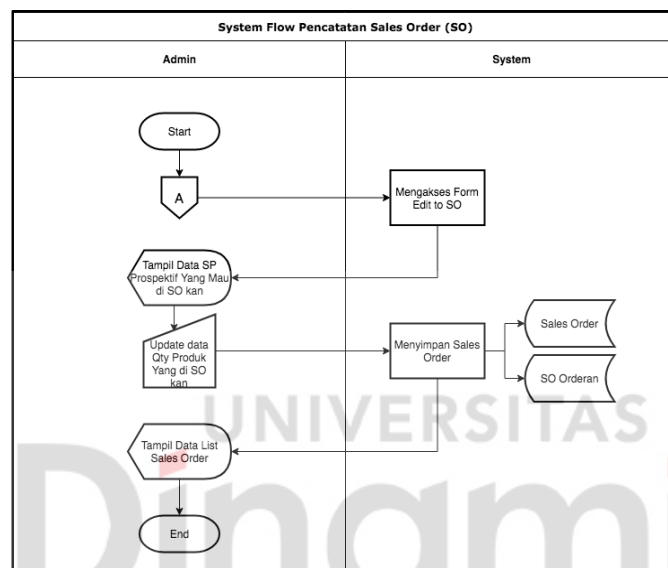 System Flow Pencatatan Sales Order (SO)
Admin
System
Start
A
Mengakses Form
Edit to SO
Tampil Data SP
Prospektif Yang Mau
di SO kan
Update data
Qty Produk
Yang di SO
kan
Menyimpan Sales
Order
Sales Order
SO Orderan
UNIVERSITAS
Tampil Data List
Sales Order
End
Dinam